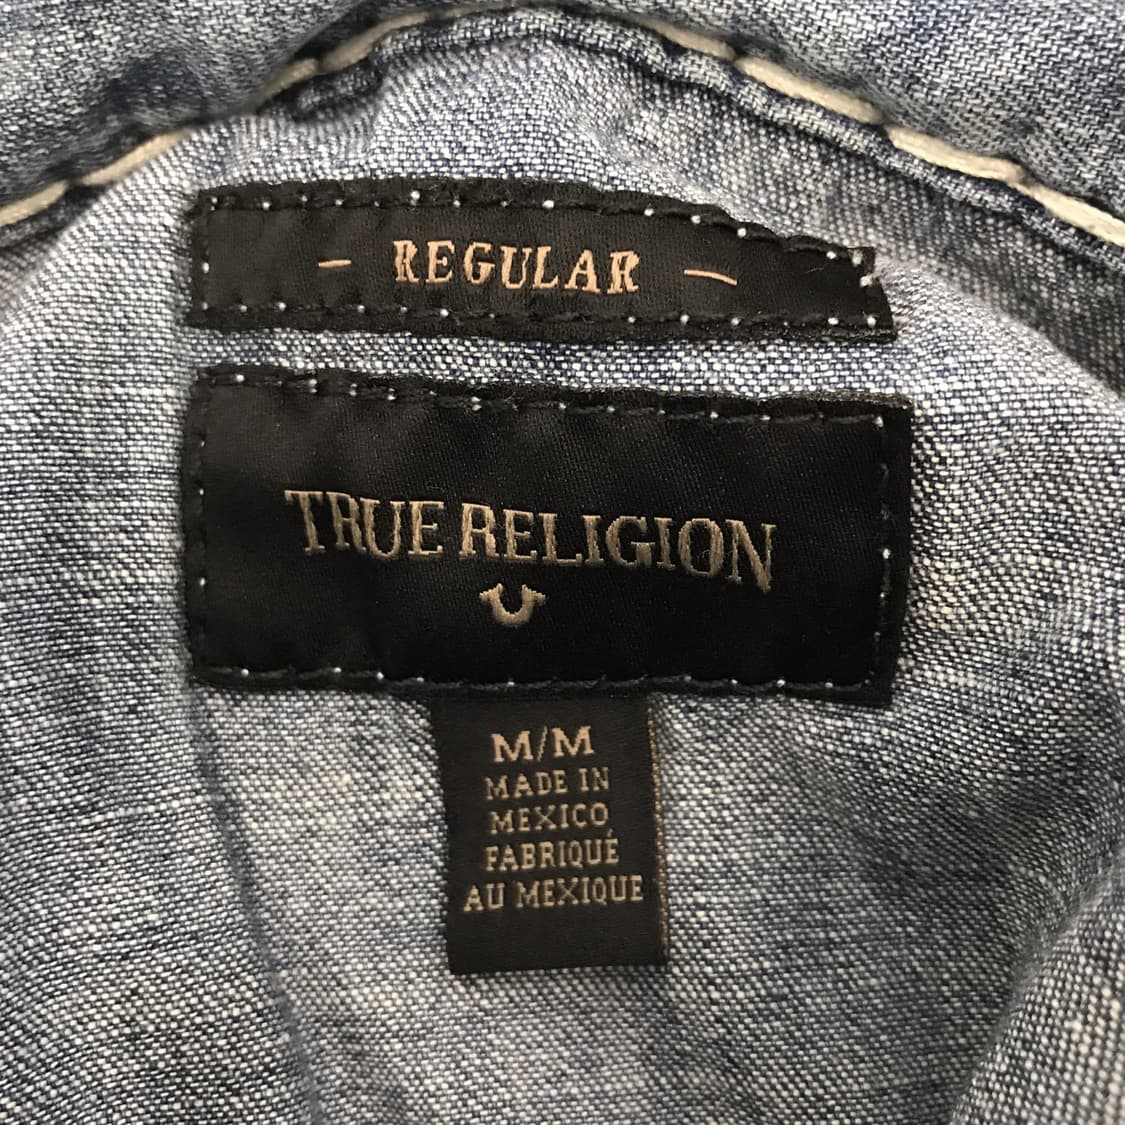 - REGULAR -
TRUE RELIGION
M/M
MADE IN
MEXICO
FABRIQUÉ
AU MEXIQUE